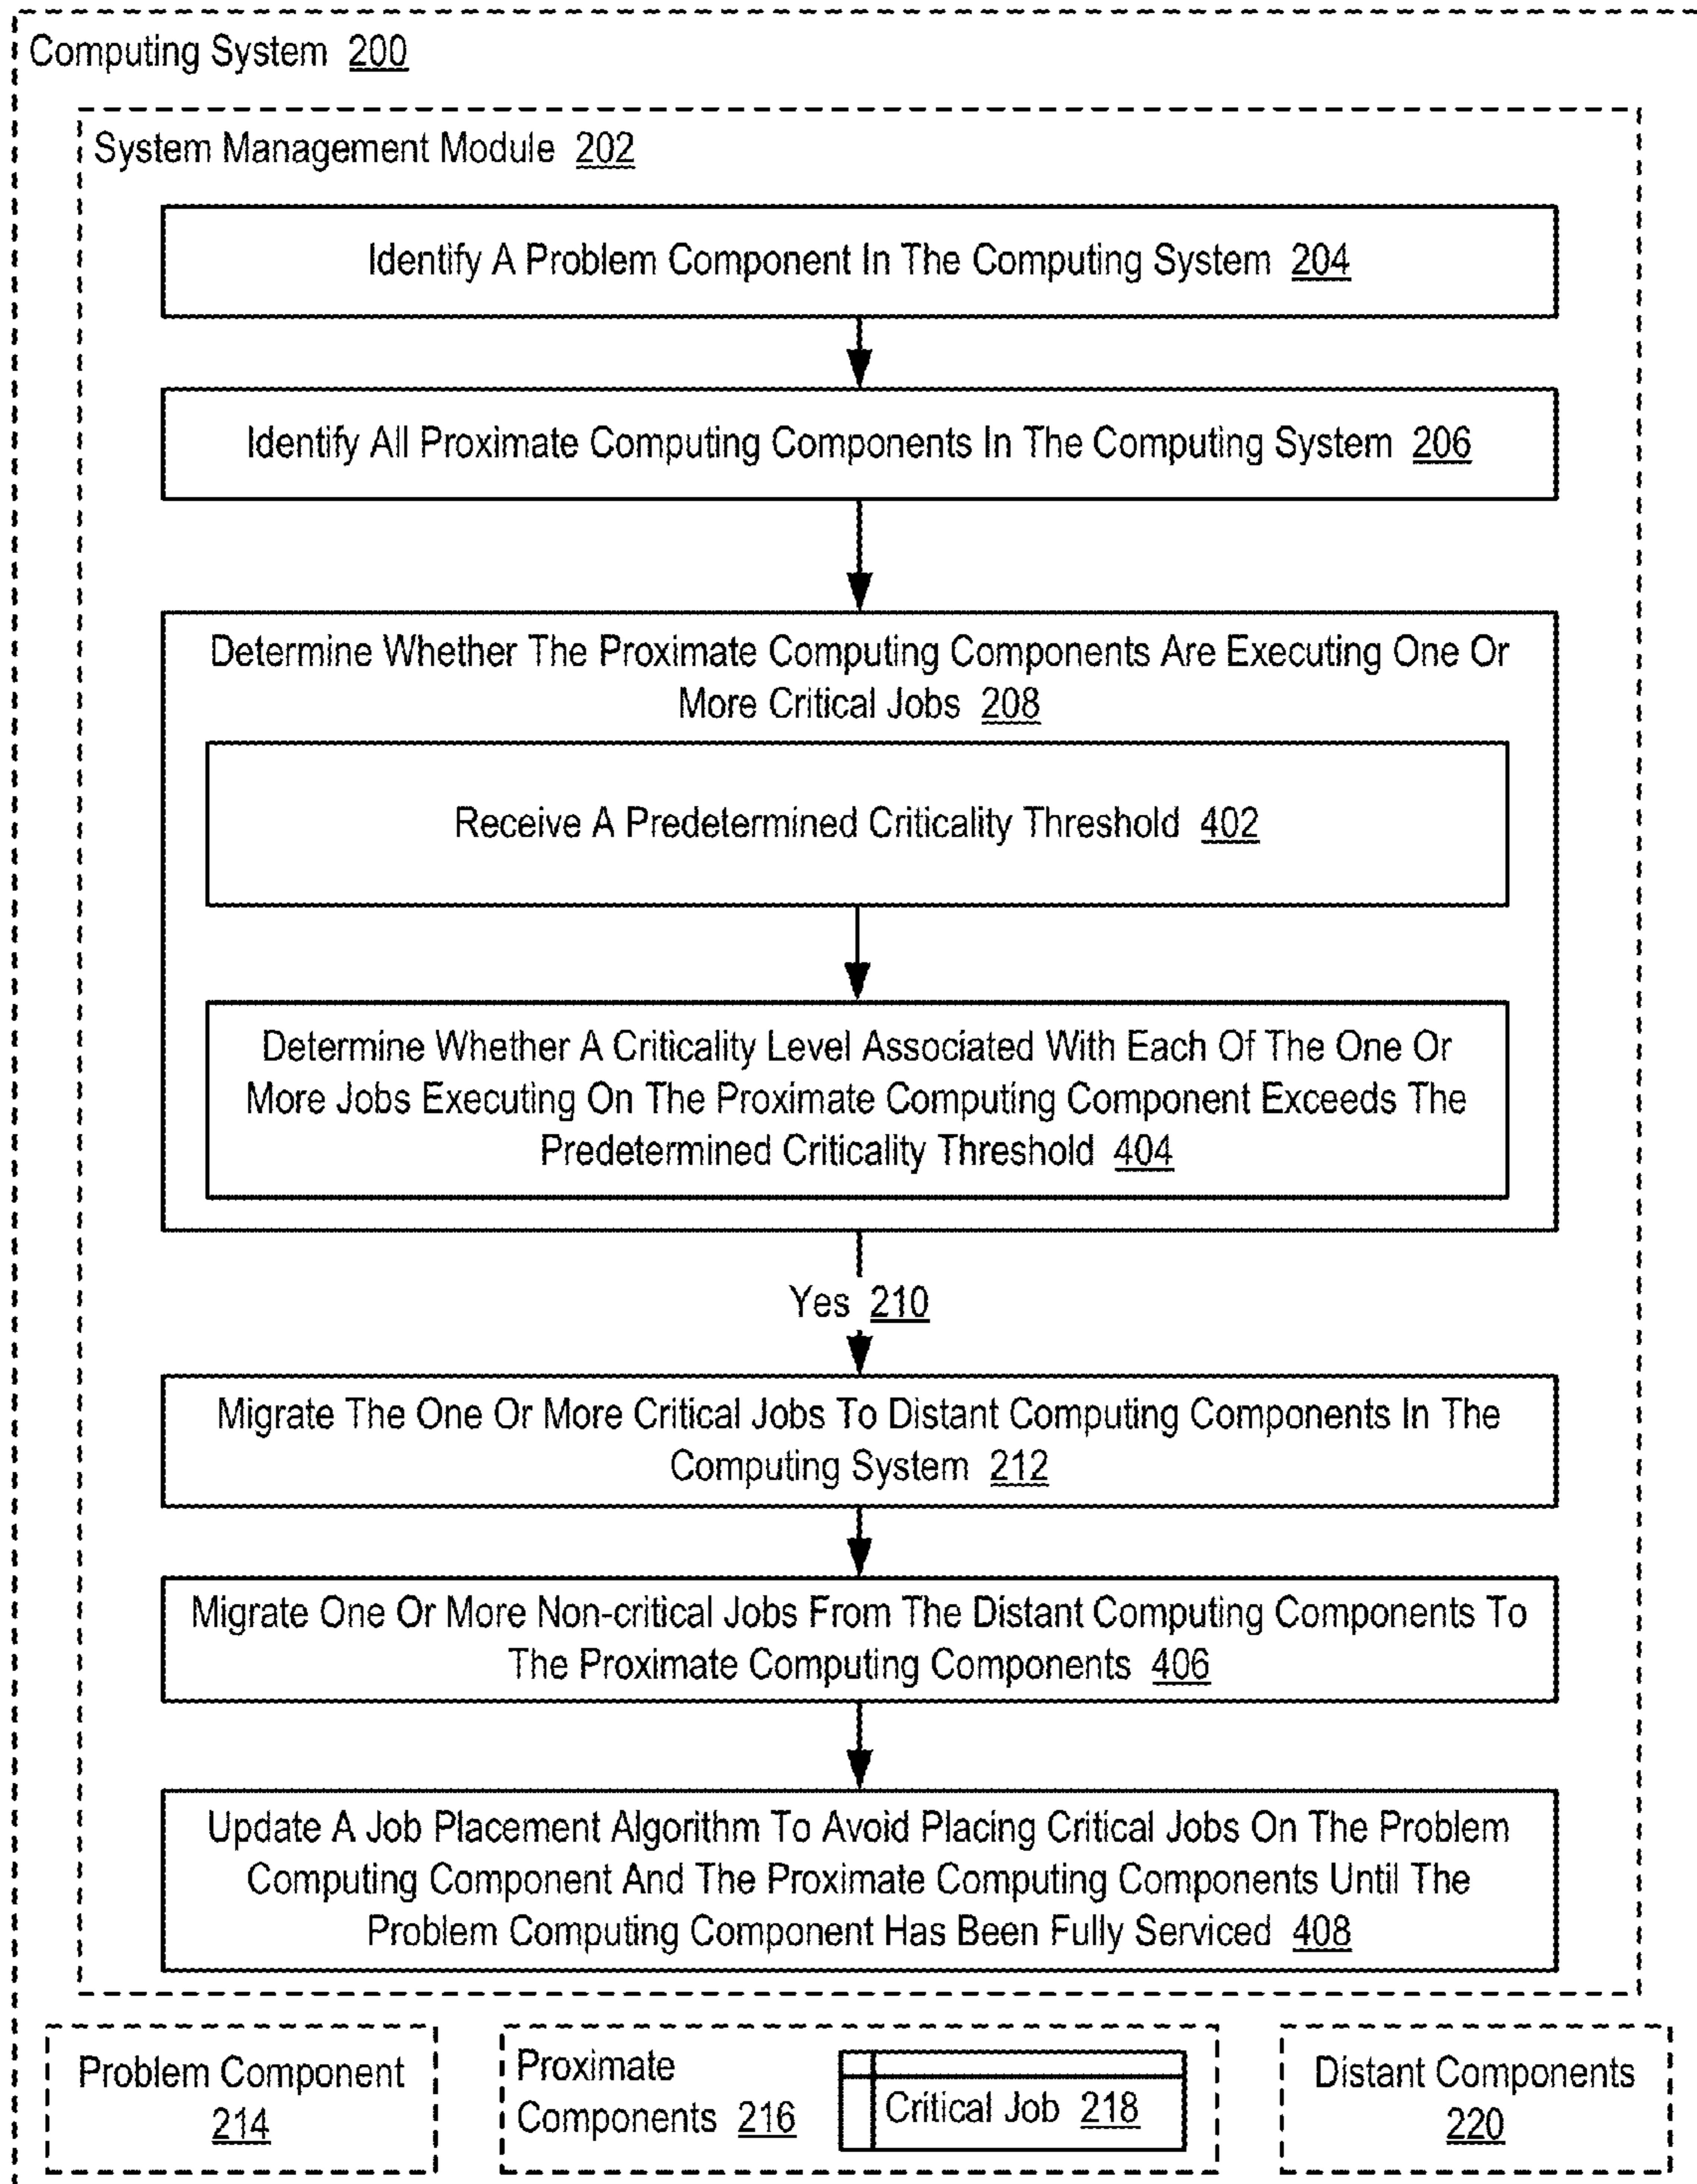 Computing System 200
System Management Module 202
Identify A Problem Component In The Computing System 204
Identify All Proximate Computing Components In The Computing System 206
Determine Whether The Proximate Computing Components Are Executing One Or
More Critical Jobs 208
Receive A Predetermined Criticality Threshold 402
Determine Whether A Criticality Level Associated With Each Of The One Or
More Jobs Executing On The Proximate Computing Component Exceeds The
Predetermined Criticality Threshold 404
Yes 210
Migrate The One Or More Critical Jobs To Distant Computing Components In The
Computing System 212
Migrate One Or More Non-critical Jobs From The Distant Computing Components To
The Proximate Computing Components 406
Update A Job Placement Algorithm To Avoid Placing Critical Jobs On The Problem
Computing Component And The Proximate Computing Components Until The
Problem Computing Component Has Been Fully Serviced 408
Problem Component
214
Proximate
Components 216
Critical Job 218
Distant Components
220